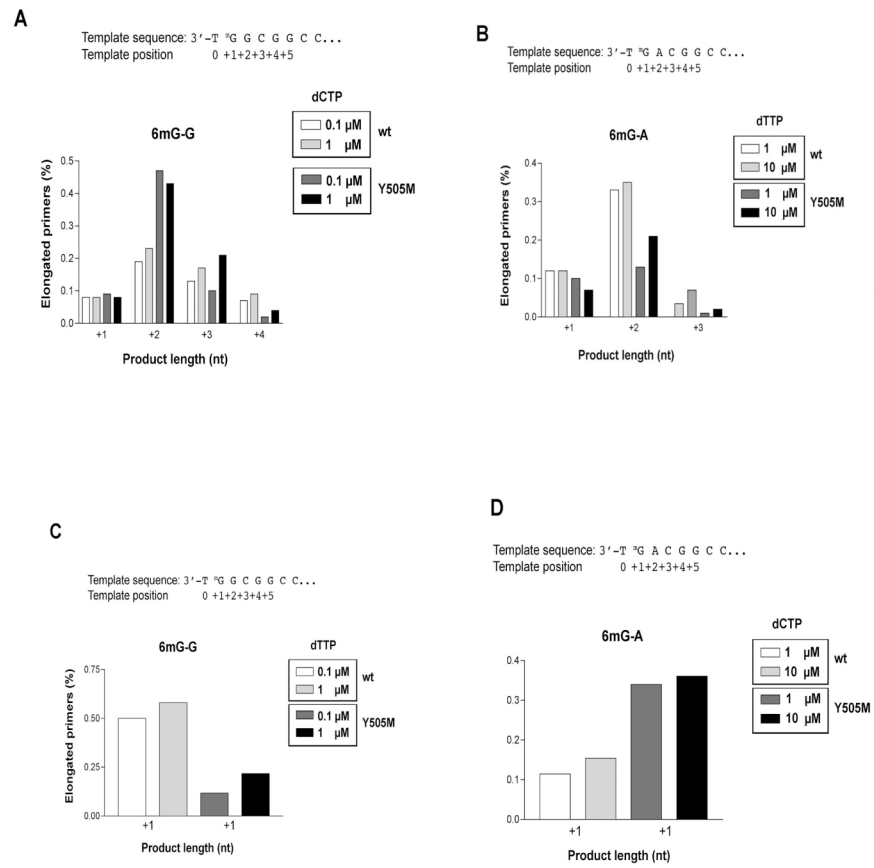 A
Template sequence: 3′-T ᵐG G C G G C C...
Template position 0 +1+2+3+4+5
6mG-G
dCTP
0.1 µM
1 µM
wt
0.1 µM
1 µM
Y505M
Elongated primers (%)
0.5
0.4
0.3
0.2
0.1
0.0
+1 +2 +3 +4
Product length (nt)
B
Template sequence: 3′-T ᵐG A C G G C C...
Template position 0 +1+2+3+4+5
6mG-A
dTTP
1 µM
10 µM
wt
1 µM
10 µM
Y505M
Elongated primers (%)
0.4
0.3
0.2
0.1
0.0
+1 +2 +3
Product length (nt)
C
Template sequence: 3′-T ᵐG G C G G C C...
Template position 0 +1+2+3+4+5
6mG-G
dTTP
0.1 µM
1 µM
wt
0.1 µM
1 µM
Y505M
Elongated primers (%)
0.75
0.50
0.25
0.00
+1 +1
Product length (nt)
D
Template sequence: 3′-T ᵐG A C G G C C...
Template position 0 +1+2+3+4+5
6mG-A
dCTP
1 µM
10 µM
wt
1 µM
10 µM
Y505M
0.4
0.3
0.2
0.1
0.0
+1 +1
Product length (nt)